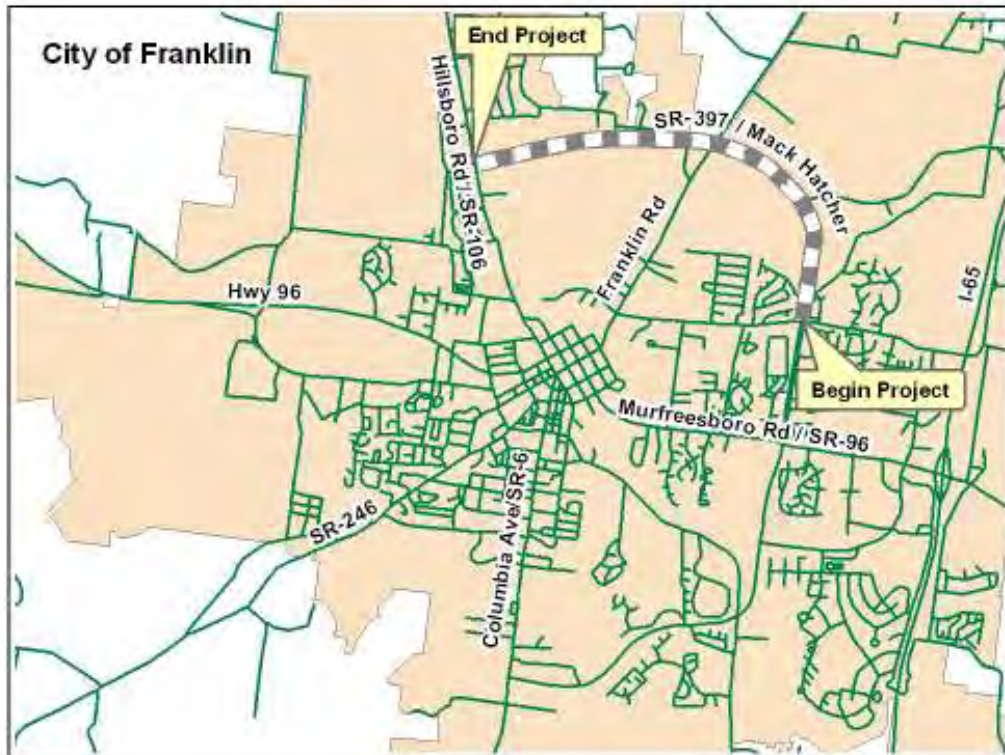 City of Franklin
End Project
Hillsboro Rd / SR-106
SR-397 / Mack Hatcher
Franklin Rd
Hwy 96
I-65
Begin Project
Murfreesboro Rd / SR-96
SR-246
Columbia Ave/SR-6